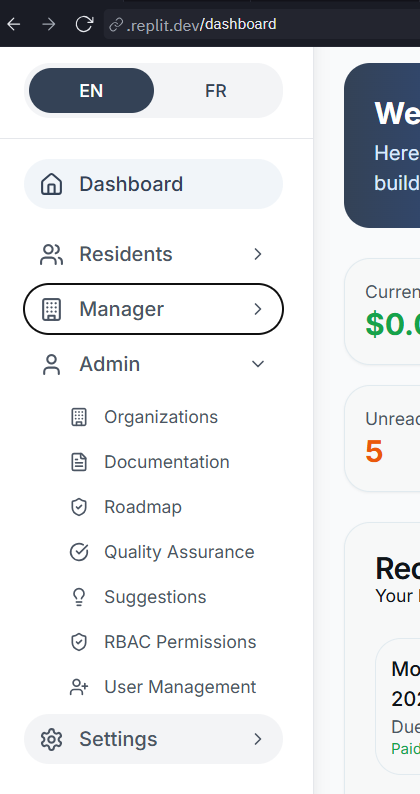 .replit.dev/dashboard
EN
FR
Dashboard
Residents
Manager
Admin
Organizations
Documentation
Roadmap
Quality Assurance
Suggestions
RBAC Permissions
User Management
Settings
We
Here
build
Curren
$0.0
Unread
5
Rec
Your
Mo
202
Due
Paid